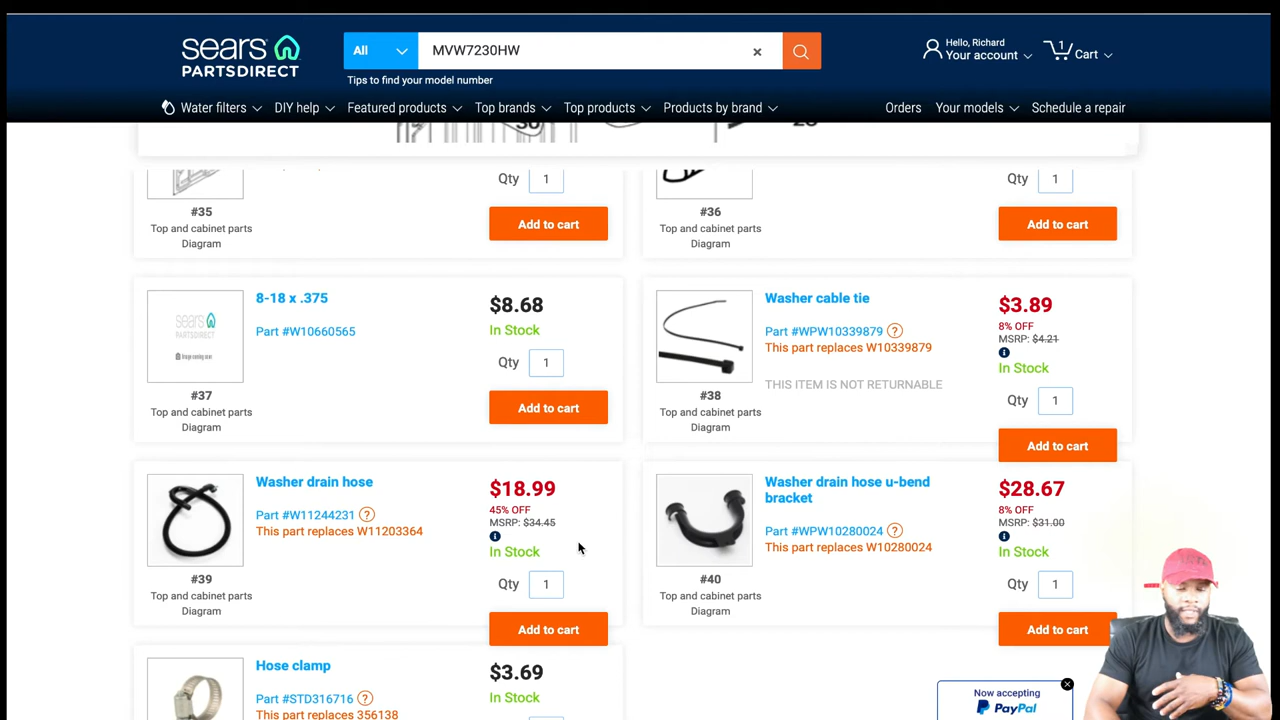 sears
PARTSDIRECT
All
MVW7230HW
Tips to find your model number
Hello, Richard
Your account
1
Cart
Water filters
DIY help
Featured products
Top brands
Top products
Products by brand
Orders
Your models
Schedule a repair
Qty 1
#35
Top and cabinet parts
Diagram
Add to cart
Qty 1
#36
Top and cabinet parts
Diagram
Add to cart
8-18 x .375
Part #W10660565
$8.68
In Stock
Qty 1
sears
PARTSDIRECT
Image coming soon
#37
Top and cabinet parts
Diagram
Add to cart
Washer cable tie
Part #WPW10339879 ?
This part replaces W10339879
THIS ITEM IS NOT RETURNABLE
$3.89
8% OFF
MSRP: $4.21
In Stock
Qty 1
#38
Top and cabinet parts
Diagram
Add to cart
Washer drain hose
Part #W11244231 ?
This part replaces W11203364
$18.99
45% OFF
MSRP: $34.45
In Stock
Qty 1
#39
Top and cabinet parts
Diagram
Add to cart
Washer drain hose u-bend
bracket
Part #WPW10280024 ?
This part replaces W10280024
$28.67
8% OFF
MSRP: $31.00
In Stock
Qty 1
#40
Top and cabinet parts
Diagram
Add to cart
Hose clamp
Part #STD316716 ?
This part replaces 356138
$3.69
In Stock
Now accepting
PayPal